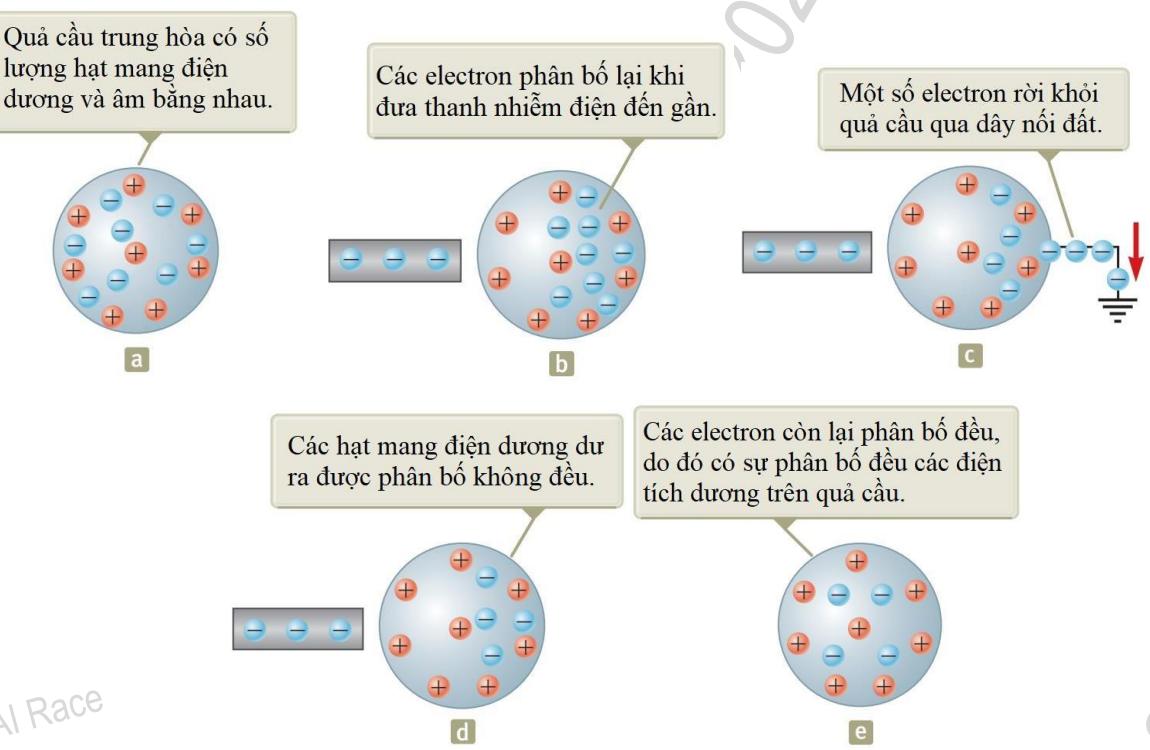 Quả cầu trung hòa có số
lượng hạt mang điện
dương và âm bằng nhau.
Các electron phân bố lại khi
đưa thanh nhiễm điện đến gần.
Một số electron rời khỏi
quả cầu qua dây nối đất.
a
b
c
Các hạt mang điện dương dư
ra được phân bố không đều.
Các electron còn lại phân bố đều,
do đó có sự phân bố đều các điện
tích dương trên quả cầu.
d
e
AI Race